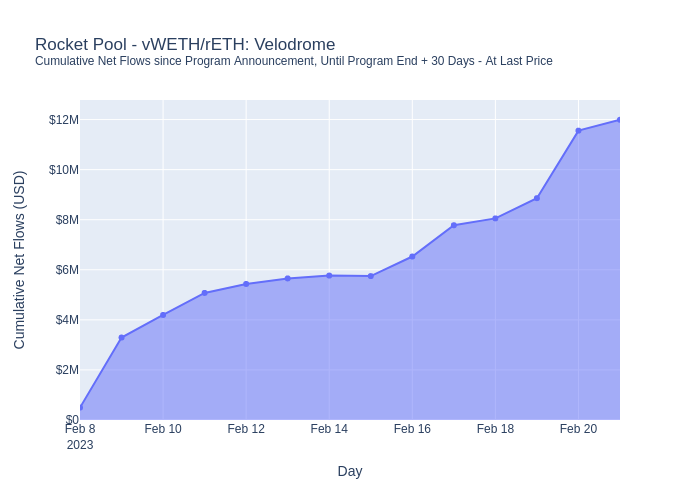 Rocket Pool - vWETH/rETH: Velodrome
Cumulative Net Flows since Program Announcement, Until Program End + 30 Days - At Last Price
$12M
$10M
$8M
$6M
$4M
$2M
$0
Cumulative Net Flows (USD)
Feb 8 Feb 10 Feb 12 Feb 14 Feb 16 Feb 18 Feb 20
2023
Day